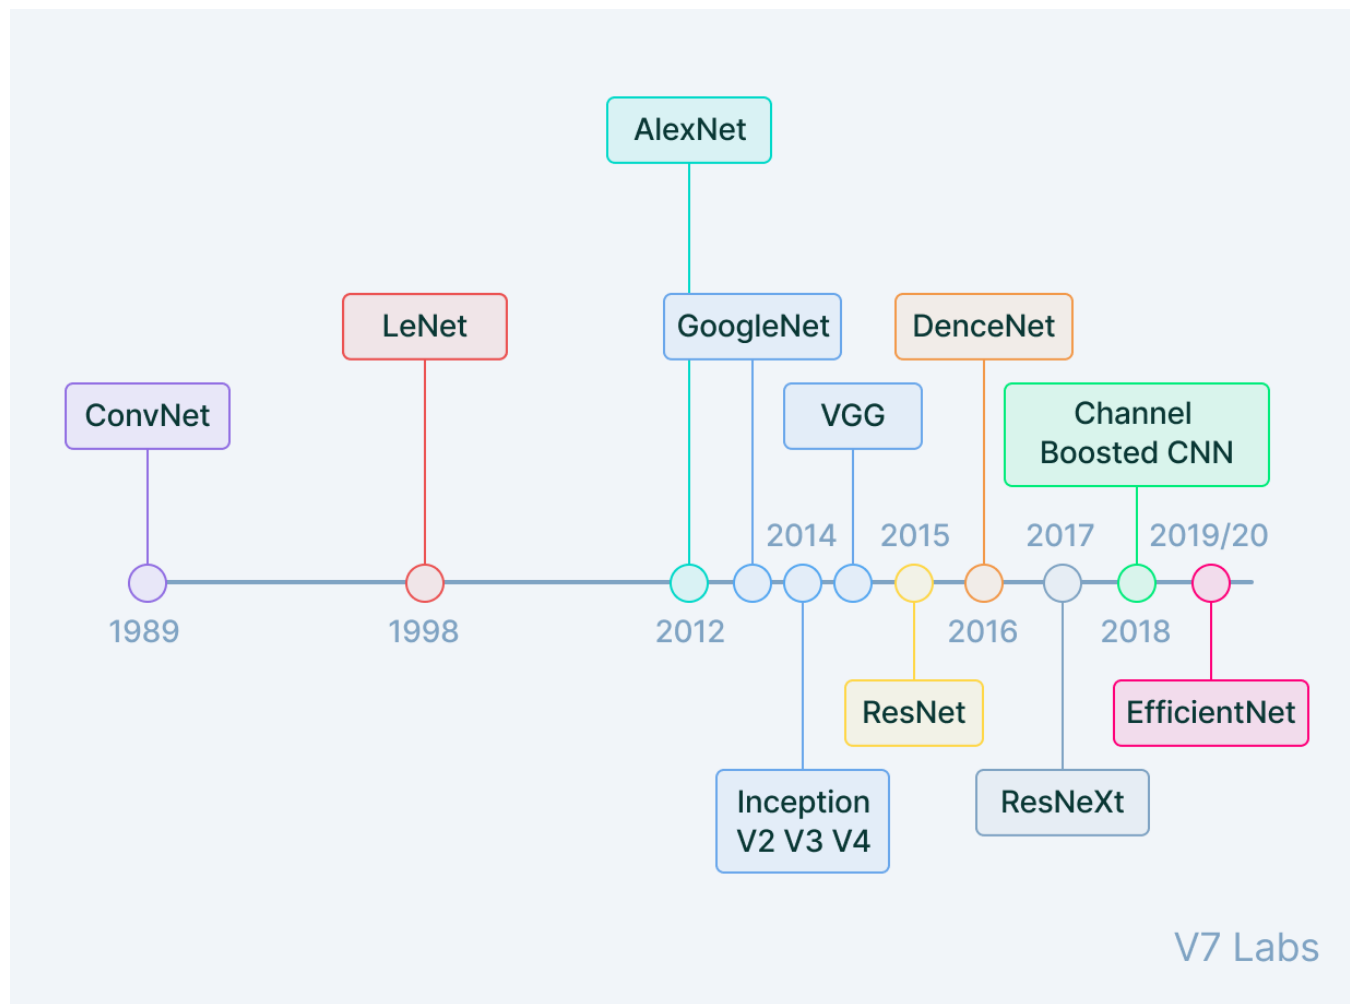 AlexNet
LeNet
GoogleNet
DenceNet
ConvNet
VGG
Channel
Boosted CNN
2014
2015
2017
2019/20
1989
1998
2012
2016
2018
ResNet
EfficientNet
Inception
V2 V3 V4
ResNeXt
V7 Labs